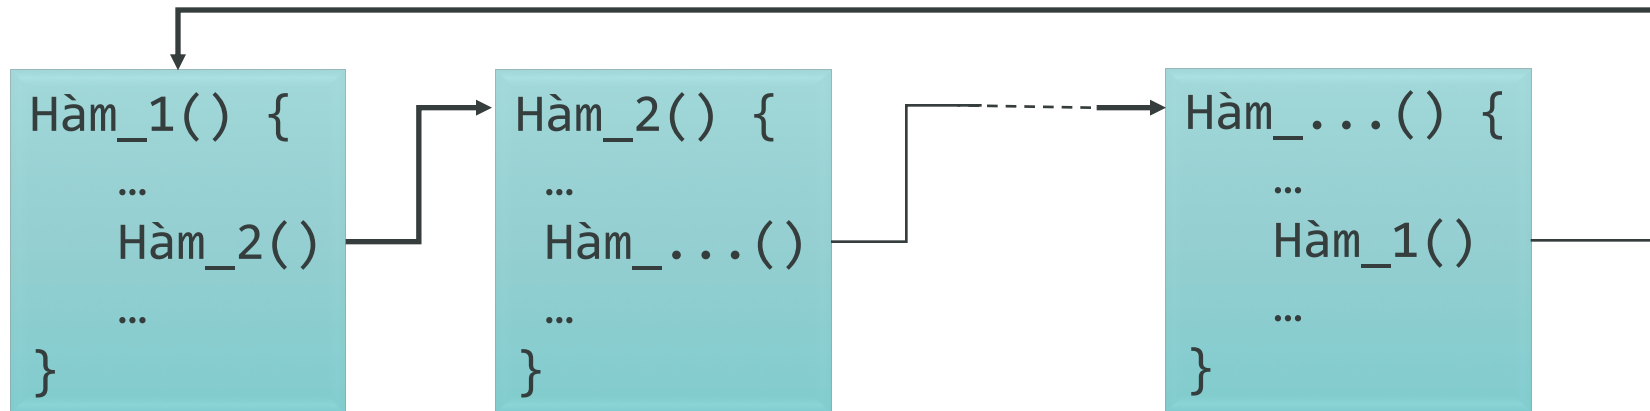 Hàm_1() {
…
Hàm_2()
…
}
Hàm_2() {
…
Hàm_...()
…
}
Hàm_...() {
…
Hàm_1()
…
}